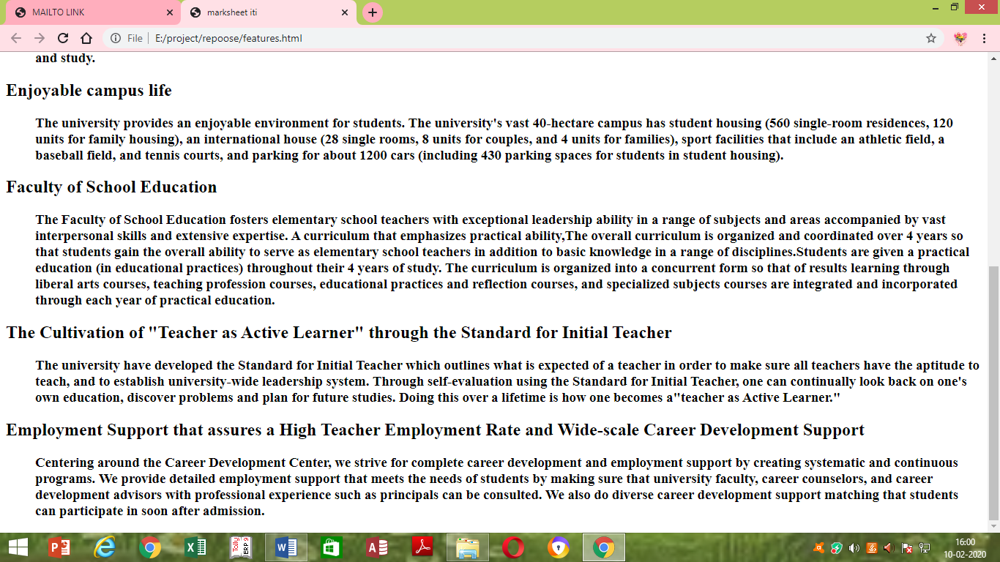 MAILTO LINK
marksheet iti
File
E:/project/repoose/features.html
and study.
Enjoyable campus life
The university provides an enjoyable environment for students. The university's vast 40-hectare campus has student housing (560 single-room residences, 120
units for family housing), an international house (28 single rooms, 8 units for couples, and 4 units for families), sport facilities that include an athletic field, a
baseball field, and tennis courts, and parking for about 1200 cars (including 430 parking spaces for students in student housing).
Faculty of School Education
The Faculty of School Education fosters elementary school teachers with exceptional leadership ability in a range of subjects and areas accompanied by vast
interpersonal skills and extensive expertise. A curriculum that emphasizes practical ability,The overall curriculum is organized and coordinated over 4 years so
that students gain the overall ability to serve as elementary school teachers in addition to basic knowledge in a range of disciplines.Students are given a practical
education (in educational practices) throughout their 4 years of study. The curriculum is organized into a concurrent form so that of results learning through
liberal arts courses, teaching profession courses, educational practices and reflection courses, and specialized subjects courses are integrated and incorporated
through each year of practical education.
The Cultivation of "Teacher as Active Learner" through the Standard for Initial Teacher
The university have developed the Standard for Initial Teacher which outlines what is expected of a teacher in order to make sure all teachers have the aptitude to
teach, and to establish university-wide leadership system. Through self-evaluation using the Standard for Initial Teacher, one can continually look back on one's
own education, discover problems and plan for future studies. Doing this over a lifetime is how one becomes a"teacher as Active Learner."
Employment Support that assures a High Teacher Employment Rate and Wide-scale Career Development Support
Centering around the Career Development Center, we strive for complete career development and employment support by creating systematic and continuous
programs. We provide detailed employment support that meets the needs of students by making sure that university faculty, career counselors, and career
development advisors with professional experience such as principals can be consulted. We also do diverse career development support matching that students
can participate in soon after admission.
Tally
ERP 9
16:00
10-02-2020